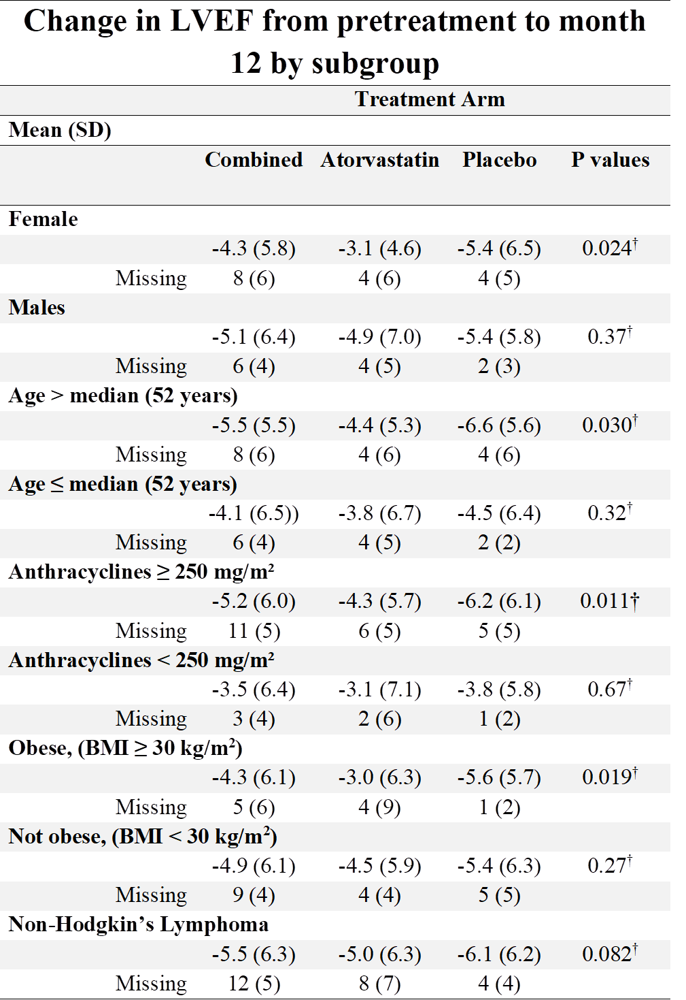 Change in LVEF from pretreatment to month
12 by subgroup
Treatment Arm
Mean (SD)
Combined Atorvastatin Placebo P values
Female
-4.3 (5.8) -3.1 (4.6) -5.4 (6.5) 0.024†
Missing 8 (6) 4 (6) 4 (5)
Males
-5.1 (6.4) -4.9 (7.0) -5.4 (5.8) 0.37†
Missing 6 (4) 4 (5) 2 (3)
Age > median (52 years)
-5.5 (5.5) -4.4 (5.3) -6.6 (5.6) 0.030†
Missing 8 (6) 4 (6) 4 (6)
Age ≤ median (52 years)
-4.1 (6.5)) -3.8 (6.7) -4.5 (6.4) 0.32†
Missing 6 (4) 4 (5) 2 (2)
Anthracyclines ≥ 250 mg/m²
-5.2 (6.0) -4.3 (5.7) -6.2 (6.1) 0.011†
Missing 11 (5) 6 (5) 5 (5)
Anthracyclines < 250 mg/m²
-3.5 (6.4) -3.1 (7.1) -3.8 (5.8) 0.67†
Missing 3 (4) 2 (6) 1 (2)
Obese, (BMI ≥ 30 kg/m²)
-4.3 (6.1) -3.0 (6.3) -5.6 (5.7) 0.019†
Missing 5 (6) 4 (9) 1 (2)
Not obese, (BMI < 30 kg/m²)
-4.9 (6.1) -4.5 (5.9) -5.4 (6.3) 0.27†
Missing 9 (4) 4 (4) 5 (5)
Non-Hodgkin’s Lymphoma
-5.5 (6.3) -5.0 (6.3) -6.1 (6.2) 0.082†
Missing 12 (5) 8 (7) 4 (4)